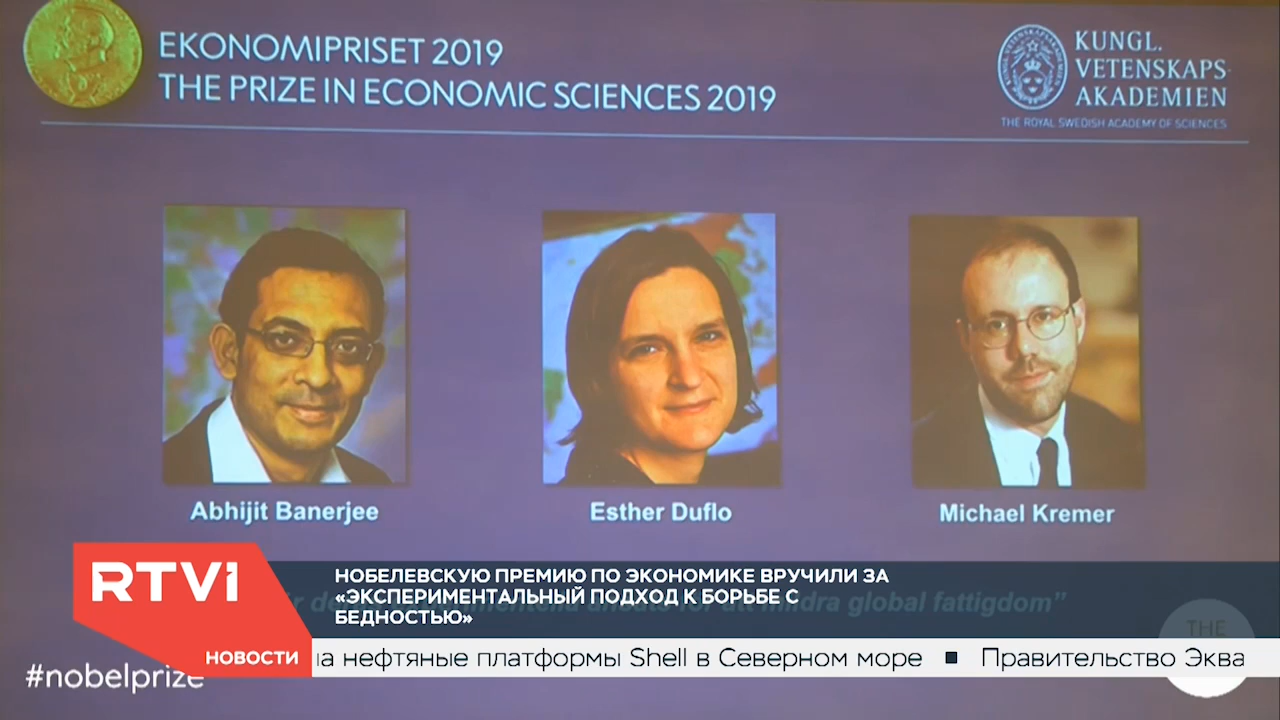 EKONOMIPRISET 2019
THE PRIZE IN ECONOMIC SCIENCES 2019
KUNGL.
VETENSKAPS-
AKADEMIEN
THE ROYAL SWEDISH ACADEMY OF SCIENCES
Abhijit Banerjee
Esther Duflo
Michael Kremer
RTVI
НОВОСТИ
НОБЕЛЕВСКУЮ ПРЕМИЮ ПО ЭКОНОМИКЕ ВРУЧИЛИ ЗА
«ЭКСПЕРИМЕНТАЛЬНЫЙ ПОДХОД К БОРЬБЕ С
БЕДНОСТЬЮ»
global fattigdom”
THE
нефтяные платформы Shell в Северном море ■ Правительство Эква
#nobelprize